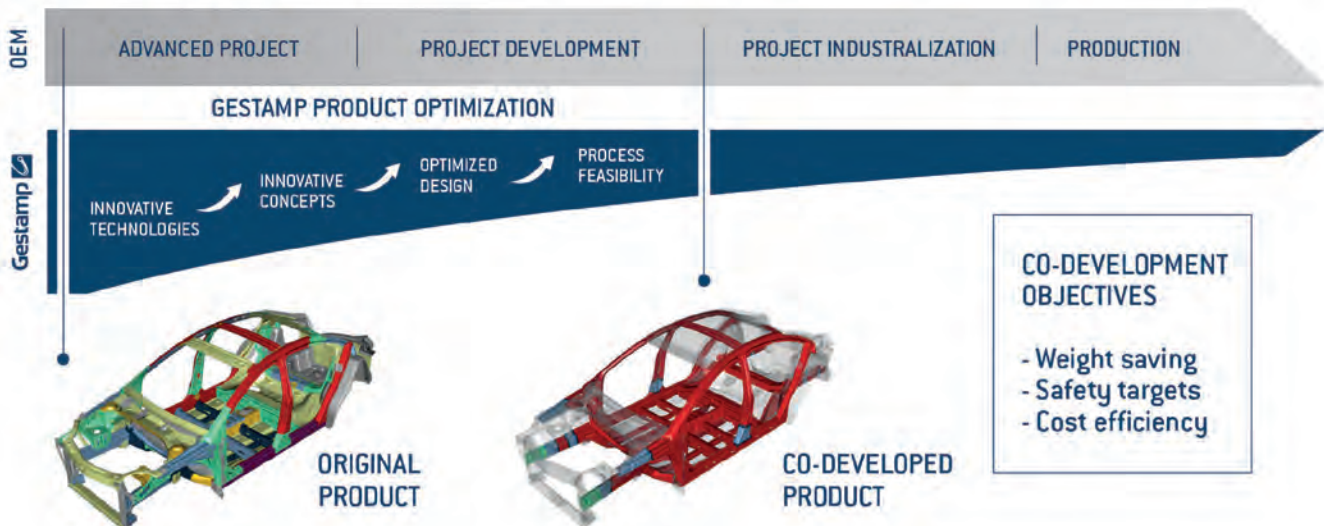 OEM
ADVANCED PROJECT
PROJECT DEVELOPMENT
PROJECT INDUSTRALIZATION
PRODUCTION
GESTAMP PRODUCT OPTIMIZATION
Gestamp
INNOVATIVE
TECHNOLOGIES
INNOVATIVE
CONCEPTS
OPTIMIZED
DESIGN
PROCESS
FEASIBILITY
ORIGINAL
PRODUCT
CO-DEVELOPED
PRODUCT
CO-DEVELOPMENT
OBJECTIVES
- Weight saving
- Safety targets
- Cost efficiency